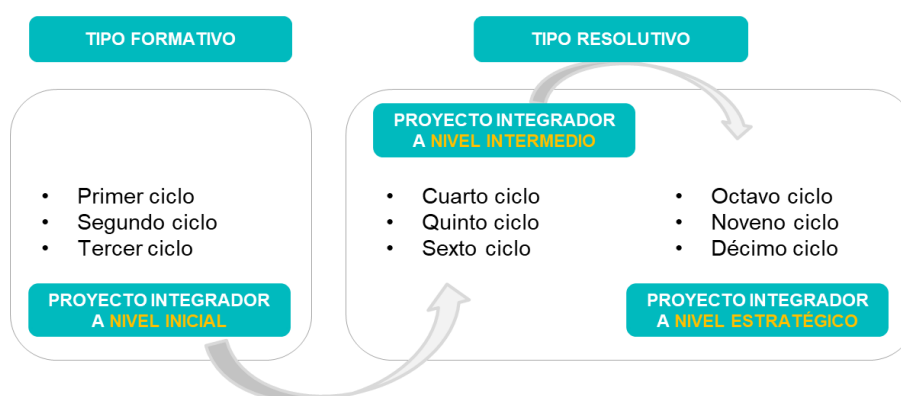 TIPO FORMATIVO
• Primer ciclo
• Segundo ciclo
• Tercer ciclo
PROYECTO INTEGRADOR
A NIVEL INICIAL
TIPO RESOLUTIVO
PROYECTO INTEGRADOR
A NIVEL INTERMEDIO
• Cuarto ciclo
• Quinto ciclo
• Sexto ciclo
• Octavo ciclo
• Noveno ciclo
• Décimo ciclo
PROYECTO INTEGRADOR
A NIVEL ESTRATÉGICO